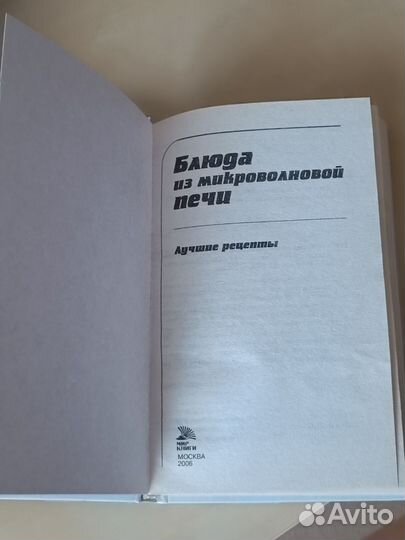 Блюда
из микроволновой
печи
Лучшие рецепты
МИР
КНИГИ
МОСКВА
2006
Avito